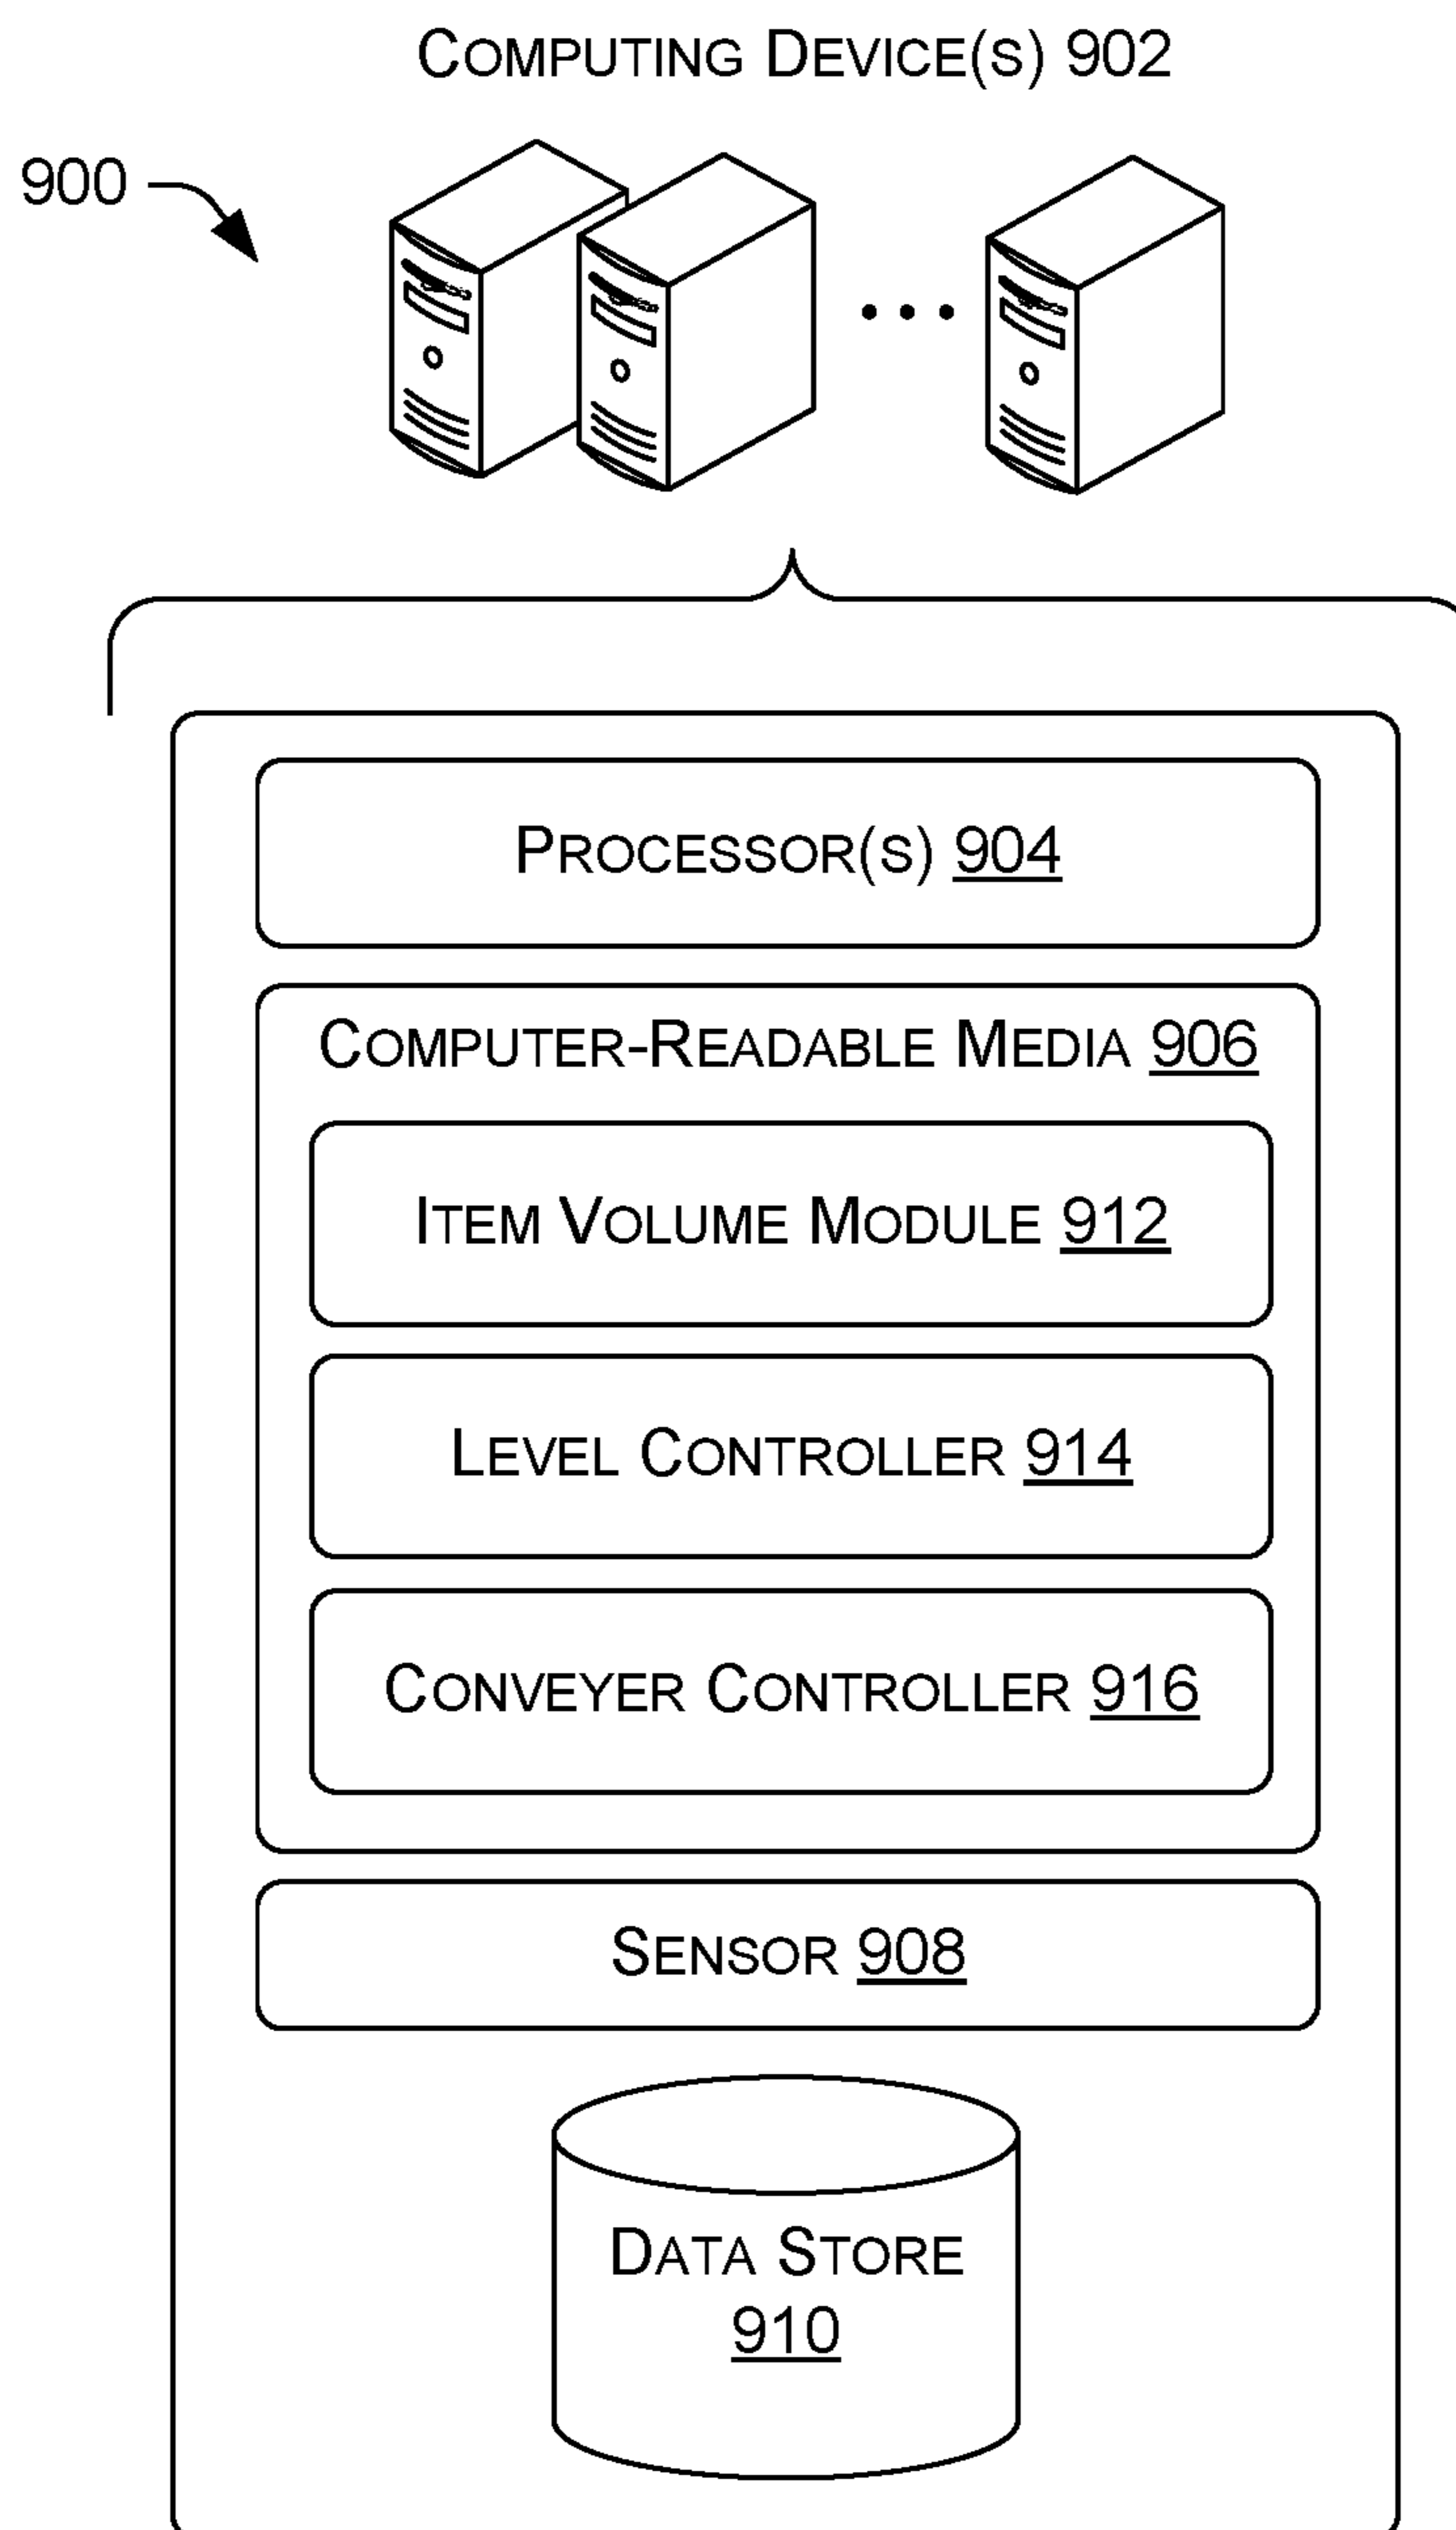 COMPUTING DEVICE(S) 902
900
PROCESSOR(S) 904
COMPUTER-READABLE MEDIA 906
ITEM VOLUME MODULE 912
LEVEL CONTROLLER 914
CONVEYER CONTROLLER 916
SENSOR 908
DATA STORE
910